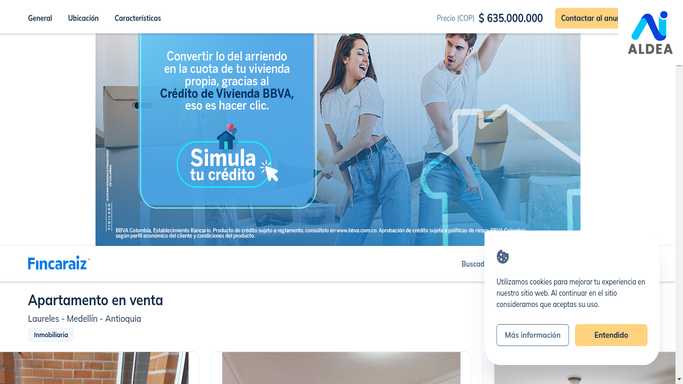 General Ubicación Características Precio (COP) $ 635.000.000 Contactar al anu
ALDEA
Convertir lo del arriendo
en la cuota de tu vivienda
propia, gracias al
Crédito de Vivienda BBVA,
eso es hacer clic.
Simula
tu crédito
BBVA Colombia, Establecimiento Bancario. Producto de crédito sujeto a reglamento, consúltelo en www.bbva.com.co. Aprobación de crédito sujeta a políticas de riesgo BBVA Colombia
según perfil económico del cliente y condiciones del producto.
Fincaraiz Buscad
Apartamento en venta
Laureles - Medellín - Antioquia
Inmobiliaria
Utilizamos cookies para mejorar tu experiencia en
nuestro sitio web. Al continuar en el sitio
consideramos que aceptas su uso.
Más información Entendido